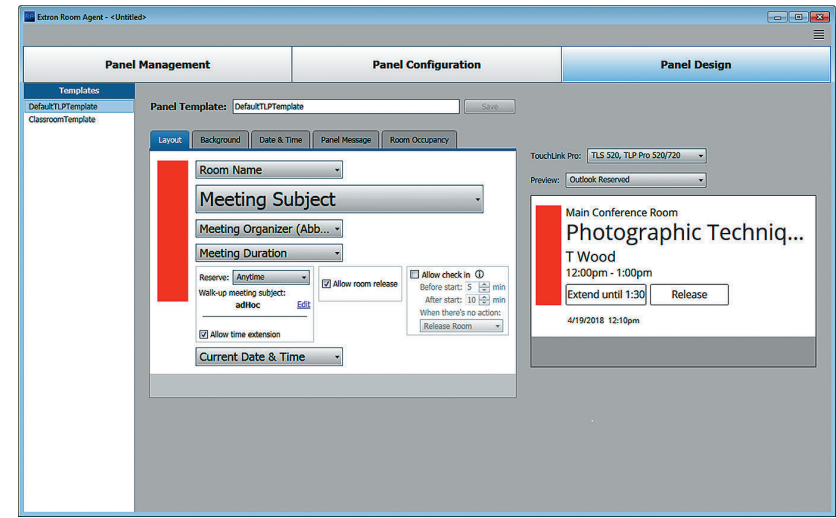 Extron Room Agent - <Untitled>
Panel Management
Panel Configuration
Panel Design
Templates
DefaultTLPTemplate
ClassroomTemplate
Panel Template: DefaultTLPTemplate Save
Layout Background Date & Time Panel Message Room Occupancy
Room Name
Meeting Subject
Meeting Organizer (Abb...
Meeting Duration
Reserve: Anytime
Walk-up meeting subject:
adHoc Edit
Allow time extension
Allow room release
Allow check in
Before start: 5 min
After start: 10 min
When there's no action:
Release Room
Current Date & Time
TouchLink Pro: TLS 520, TLP Pro 520/720
Preview: Outlook Reserved
Main Conference Room
Photographic Techniq...
T Wood
12:00pm - 1:00pm
Extend until 1:30 Release
4/19/2018 12:10pm